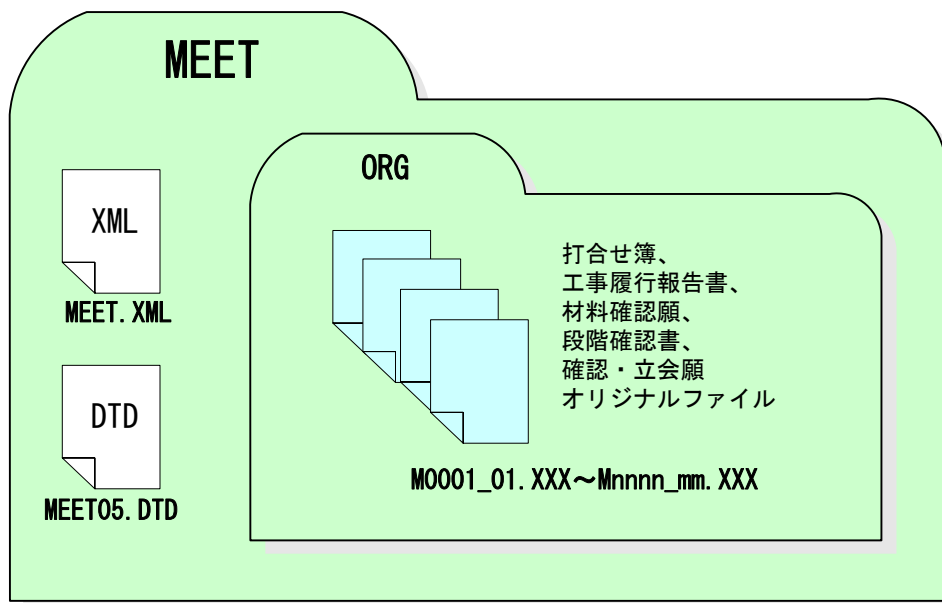 MEET
ORG
XML
MEET.XML
打合せ簿、
工事履行報告書、
材料確認願、
段階確認書、
確認・立会願
オリジナルファイル
DTD
MEET05.DTD
M0001_01.XXX～Mnnnn_mm.XXX